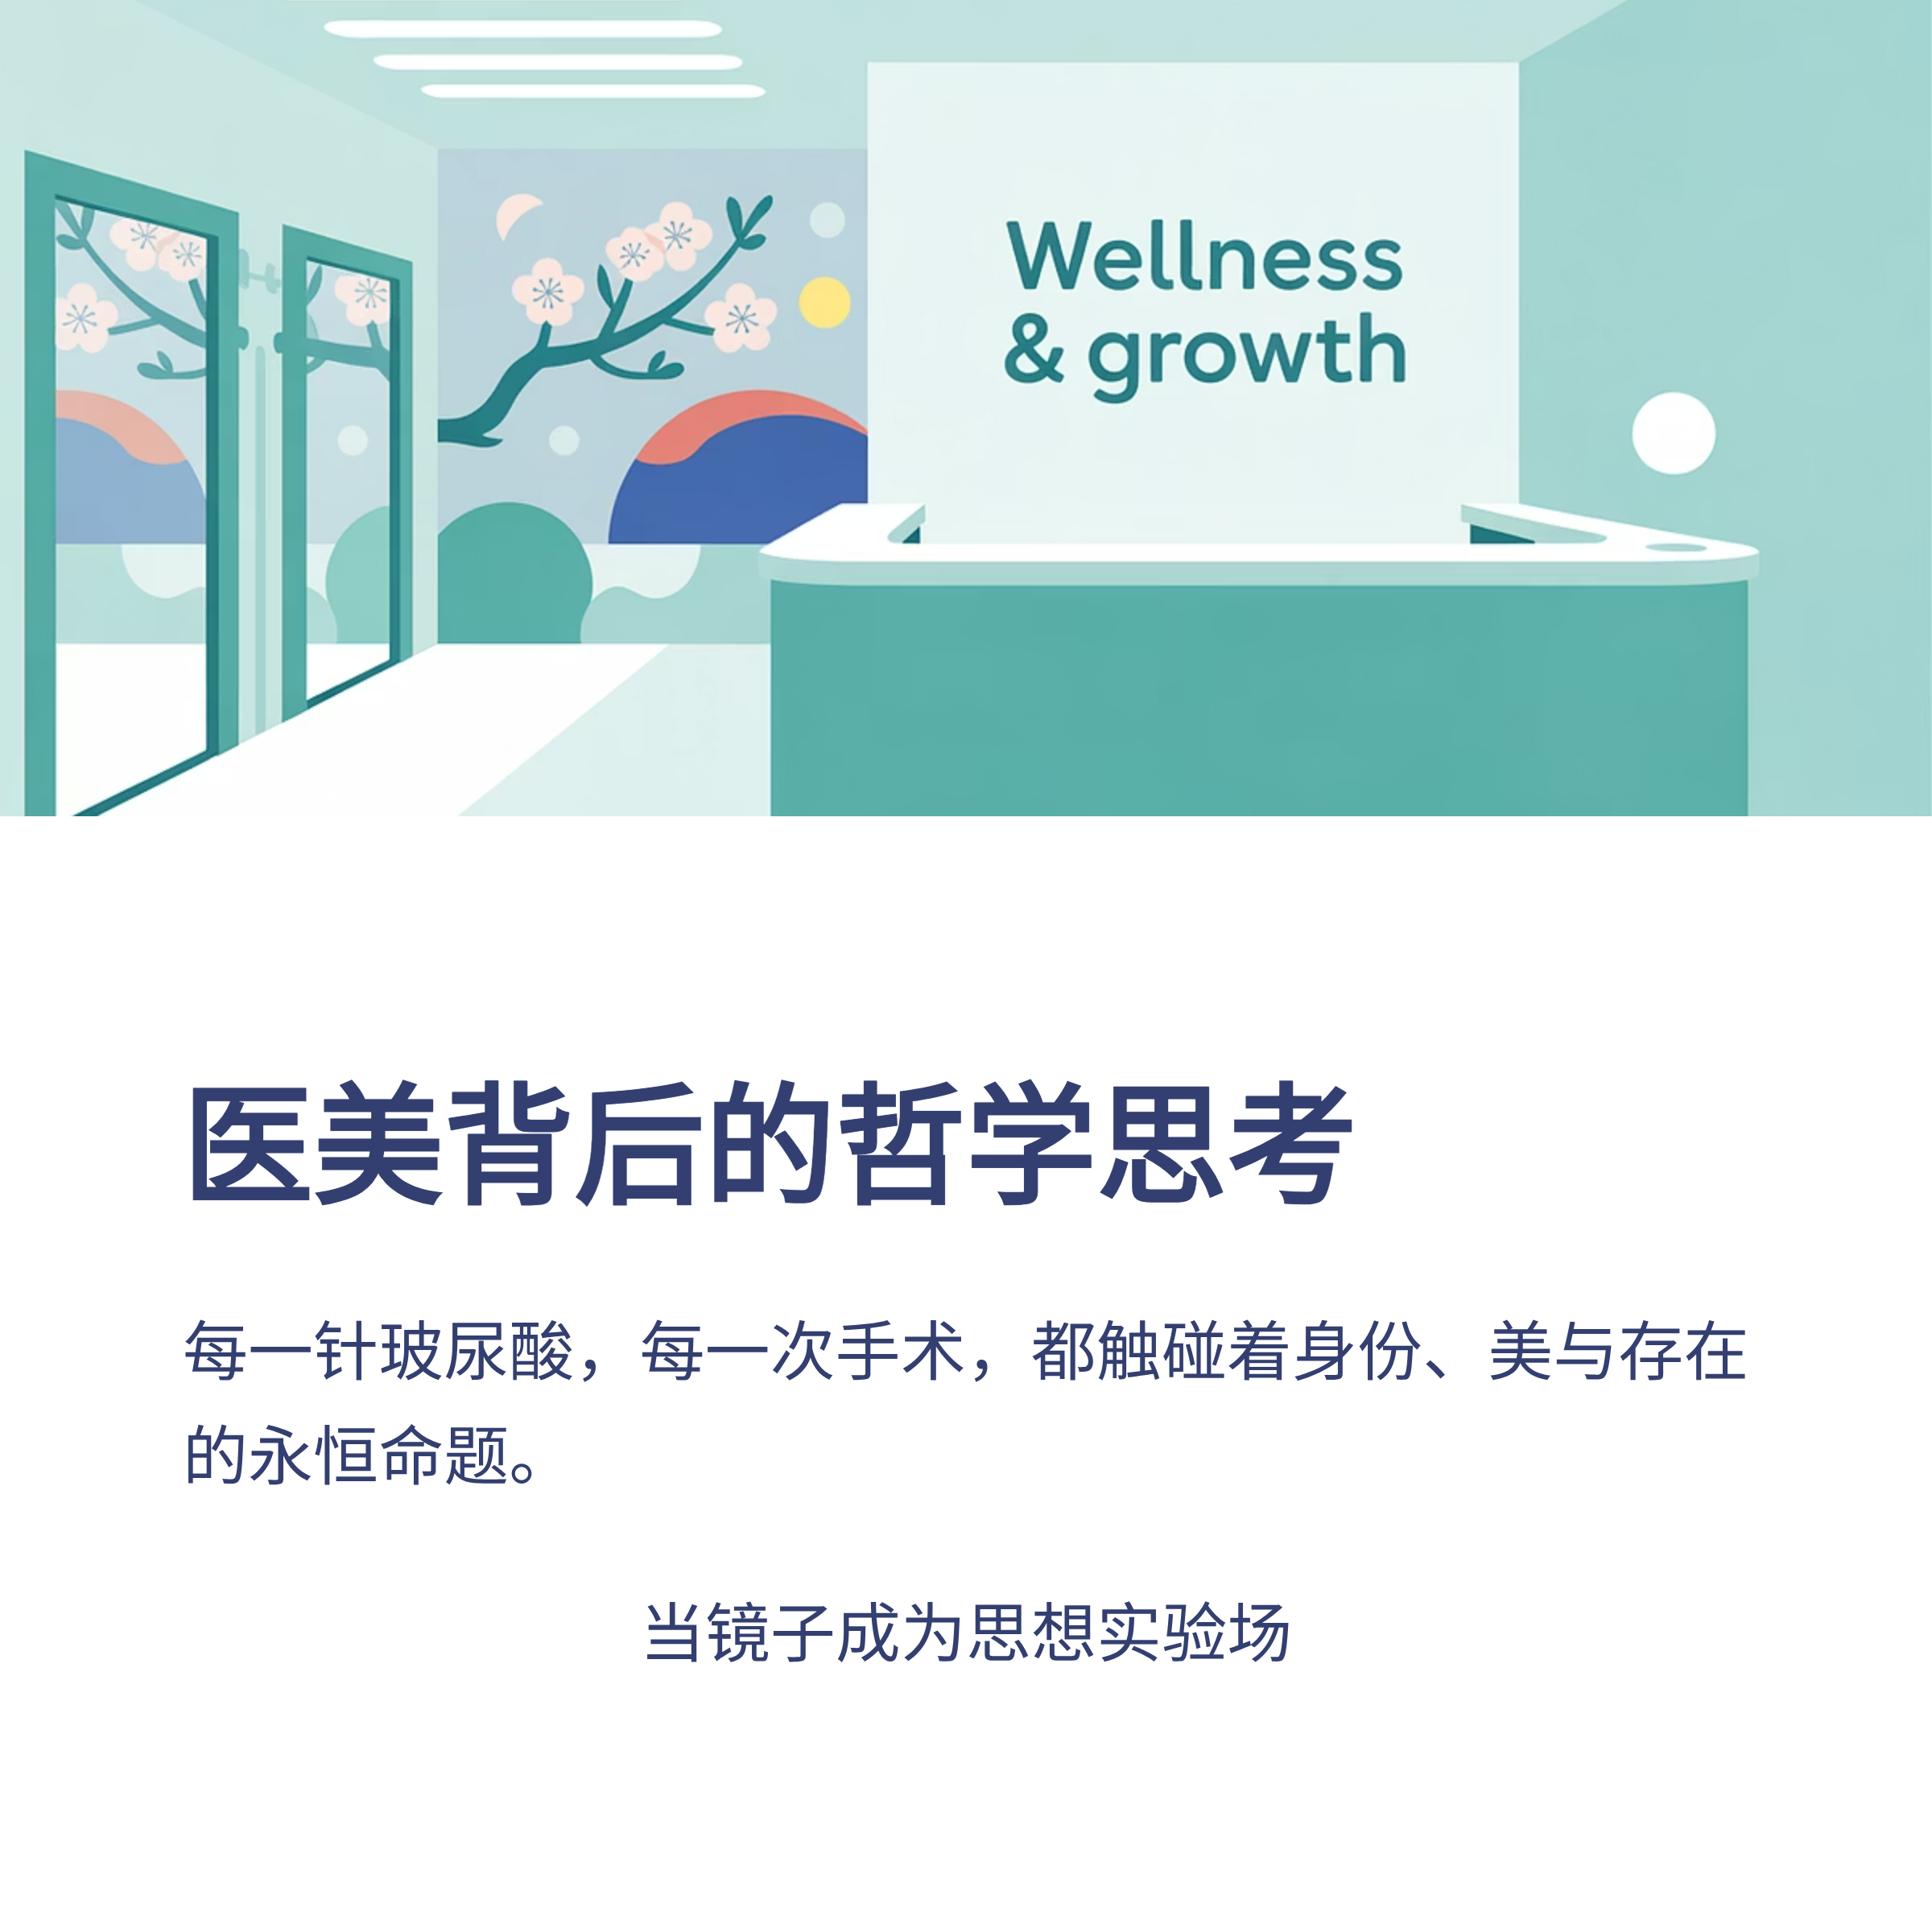 Wellness
& growth
医美背后的哲学思考
每一针玻尿酸，每一次手术，都触碰着身份、美与存在
的永恒命题。
当镜子成为思想实验场